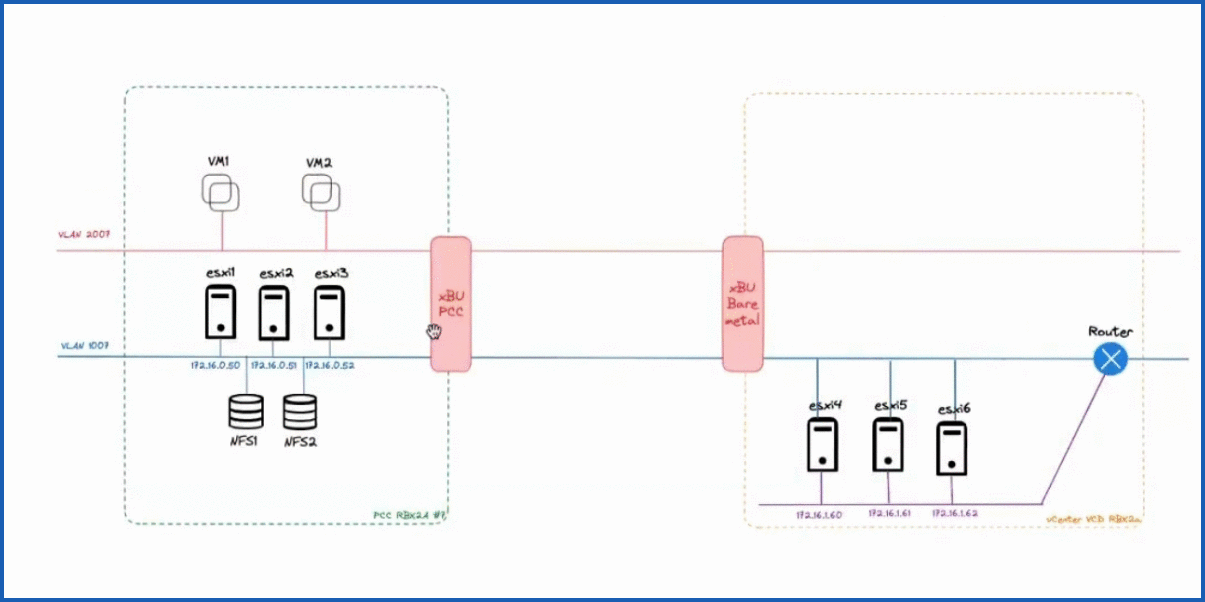 VM1
VM2
VLAN 2007
esxi1
esxi2
esxi3
xBU
PCC
xBU
Bare
metal
VLAN 1007
Router
172.16.0.50
172.16.0.51
172.16.0.52
esxi4
esxi5
esxi6
NFS1
NFS2
PCC RBX2A #7
172.16.1.60
172.16.1.61
172.16.1.62
vCenter VCD RBX2a